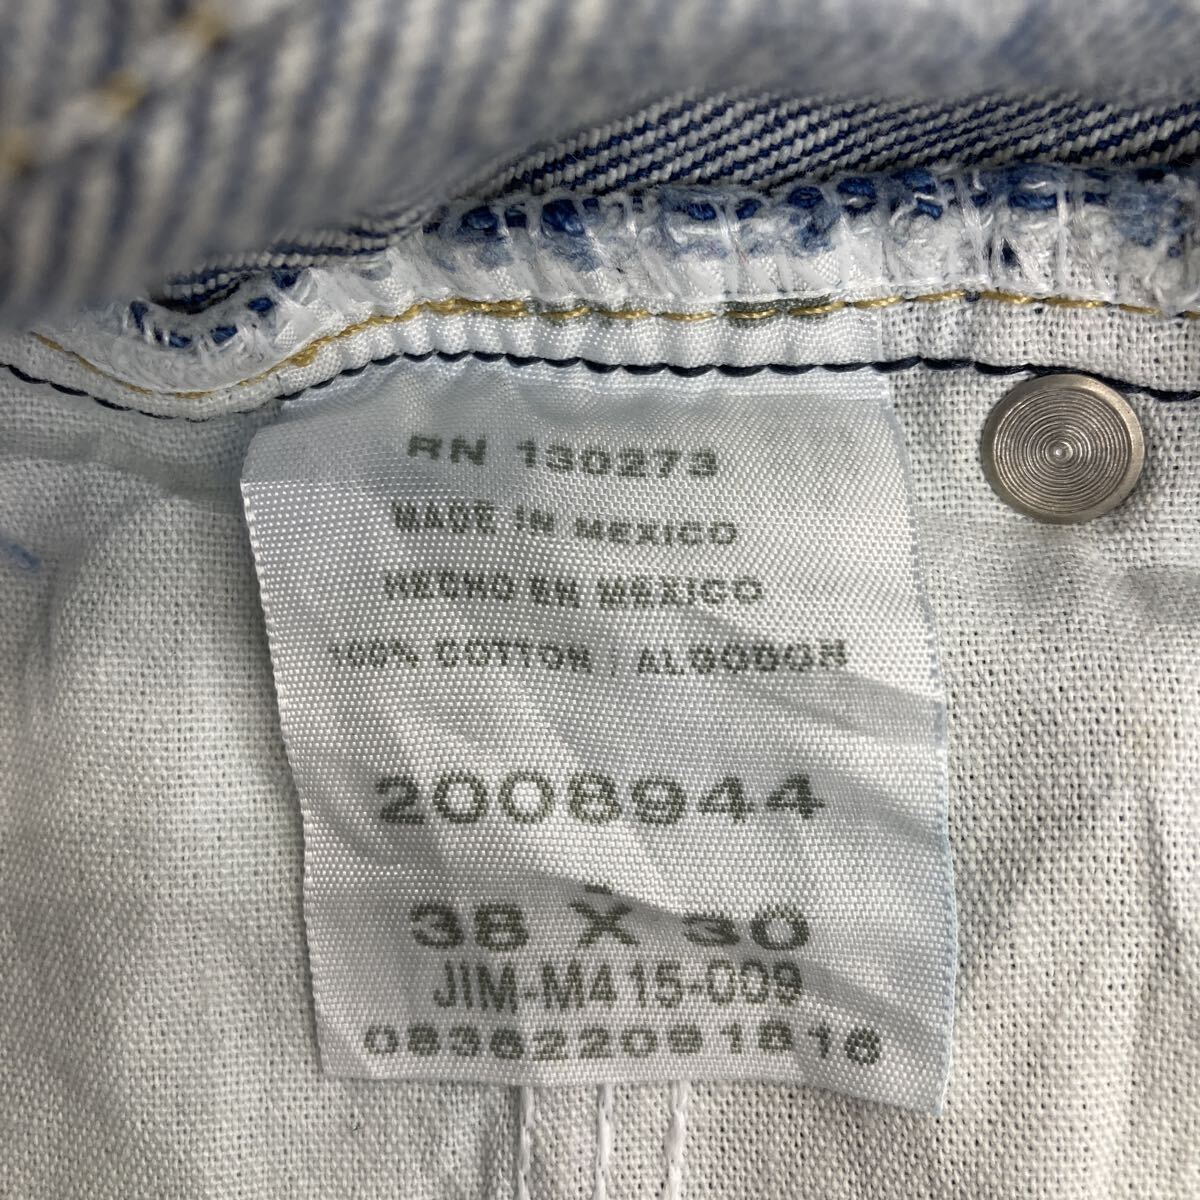 RN 130273
MADE IN MEXICO
HECHO EN MEXICO
100% COTTON / ALGODON
2008944
38 X 30
JIM-M415-009
083622091816